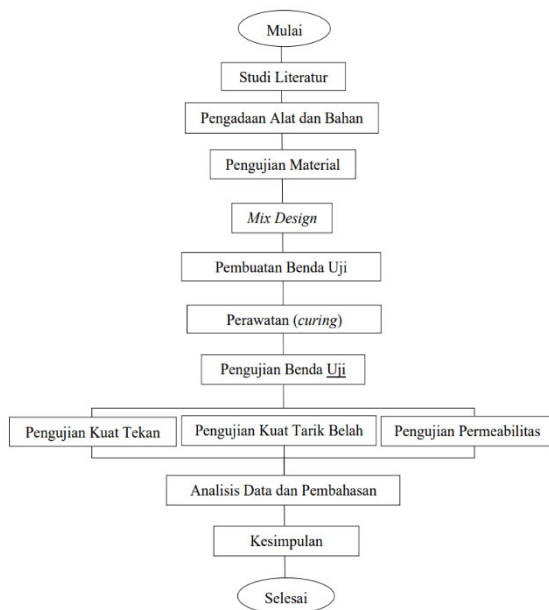 Mulai
Studi Literatur
Pengadaan Alat dan Bahan
Pengujian Material
Mix Design
Pembuatan Benda Uji
Perawatan (curing)
Pengujian Benda Uji
Pengujian Kuat Tekan
Pengujian Kuat Tarik Belah
Pengujian Permeabilitas
Analisis Data dan Pembahasan
Kesimpulan
Selesai